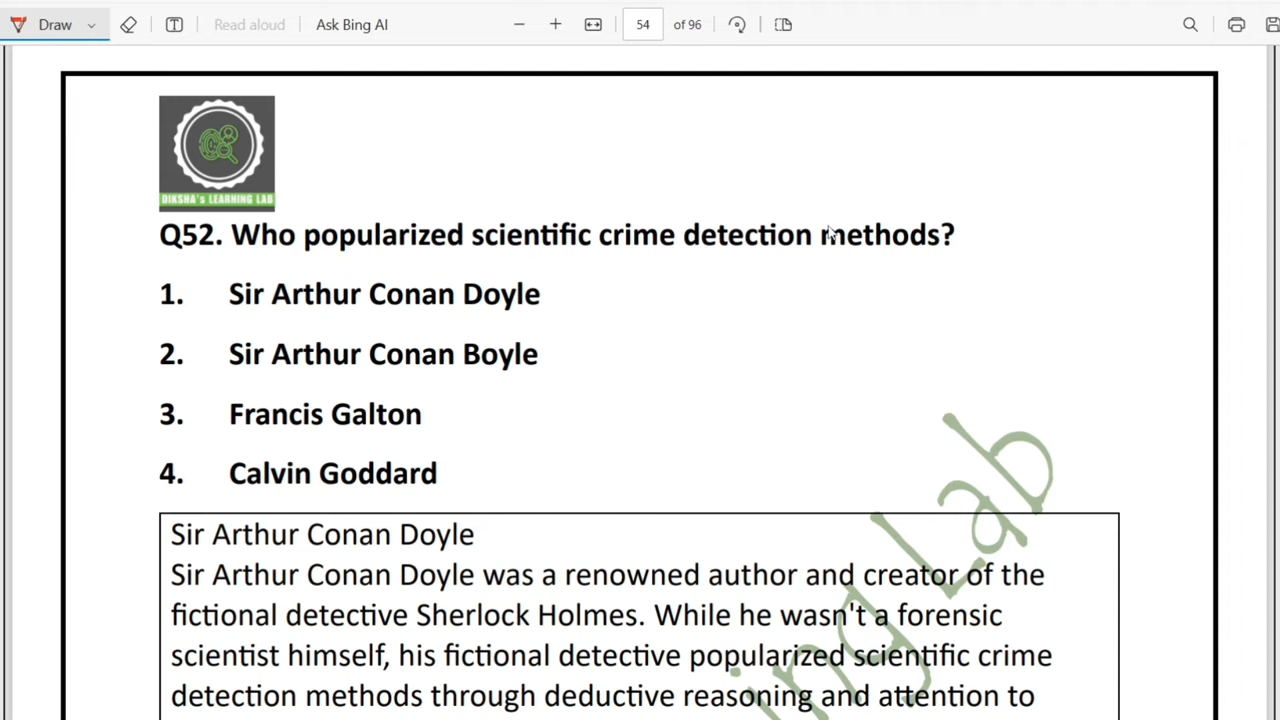 Draw Read aloud Ask Bing AI 54 of 96
DIKSHA's LEARNING LAB
Q52. Who popularized scientific crime detection methods?
1. Sir Arthur Conan Doyle
2. Sir Arthur Conan Boyle
3. Francis Galton
4. Calvin Goddard
Sir Arthur Conan Doyle
Sir Arthur Conan Doyle was a renowned author and creator of the
fictional detective Sherlock Holmes. While he wasn't a forensic
scientist himself, his fictional detective popularized scientific crime
detection methods through deductive reasoning and attention to
ing Lab